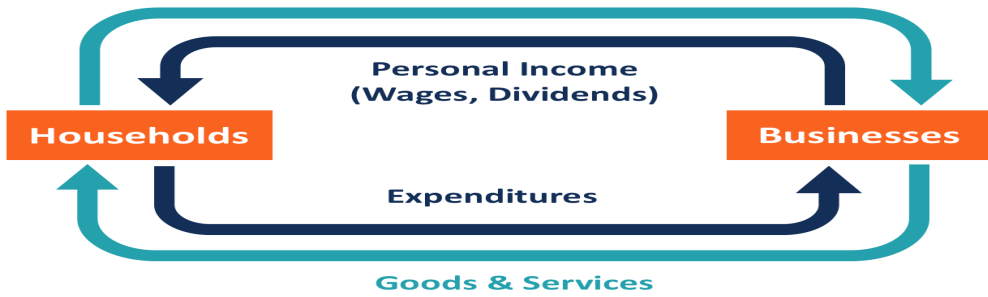 Personal Income
(Wages, Dividends)
Households
Businesses
Expenditures
Goods & Services